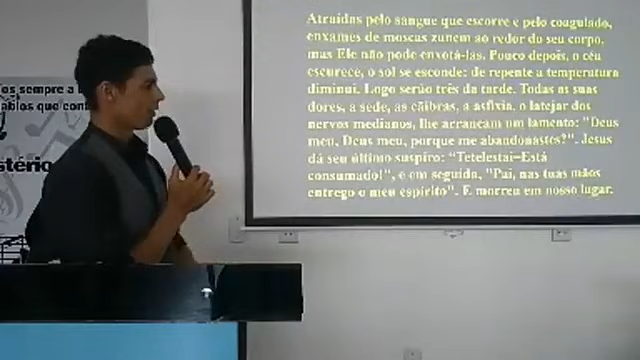 Atraídas pelo sangue que escorre e pelo coagulado,
enxames de moscas zunem ao redor do seu corpo,
mas Ele não pode enxotá-las. Pouco depois, o céu
escurece, o sol se esconde: de repente a temperatura
diminui. Logo serão três da tarde. Todas as suas
dores, a sede, as cãibras, a asfixia, o latejar dos
nervos medianos, lhe arrancam um lamento: "Deus
meu, Deus meu, porque me abandonastes?". Jesus
dá seu último suspiro: "Tetelestai–Está
consumado!", e em seguida, "Pai, nas tuas mãos
entrego o meu espírito". E morreu em nosso lugar.
os sempre a
ablos que con
stério